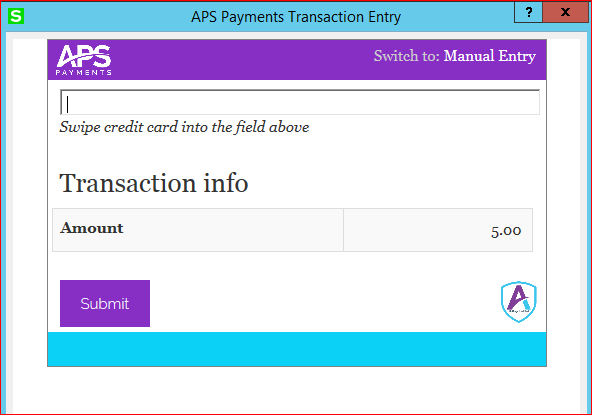 S
APS Payments Transaction Entry
? x
APS
PAYMENTS
Switch to: Manual Entry
Swipe credit card into the field above
Transaction info
Amount 5.00
Submit